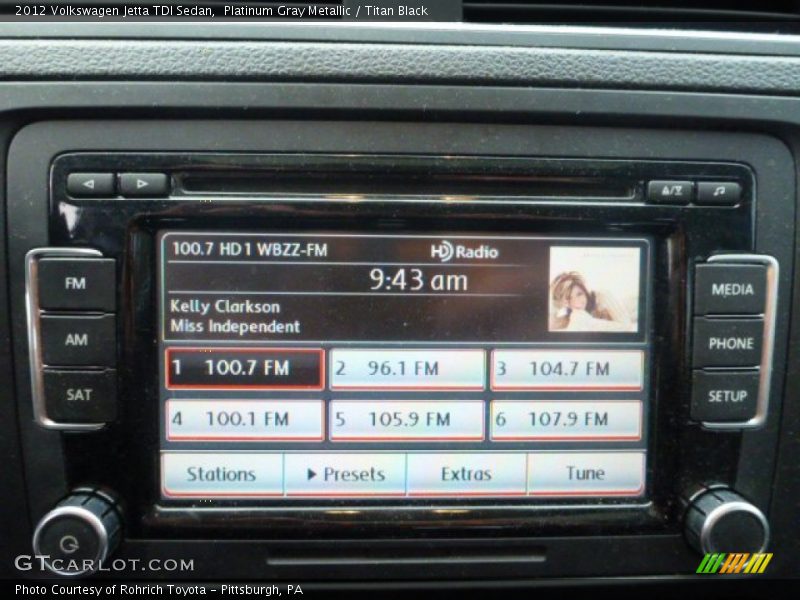 2012 Volkswagen Jetta TDI Sedan,  Platinum Gray Metallic / Titan Black
100.7 HD1 WBZZ-FM HD Radio
9:43 am
Kelly Clarkson
Miss Independent
FM
AM
SAT
MEDIA
PHONE
SETUP
1 100.7 FM 2 96.1 FM 3 104.7 FM
4 100.1 FM 5 105.9 FM 6 107.9 FM
Stations Presets Extras Tune
GTCARLOT.COM
Photo Courtesy of Rohrich Toyota - Pittsburgh, PA